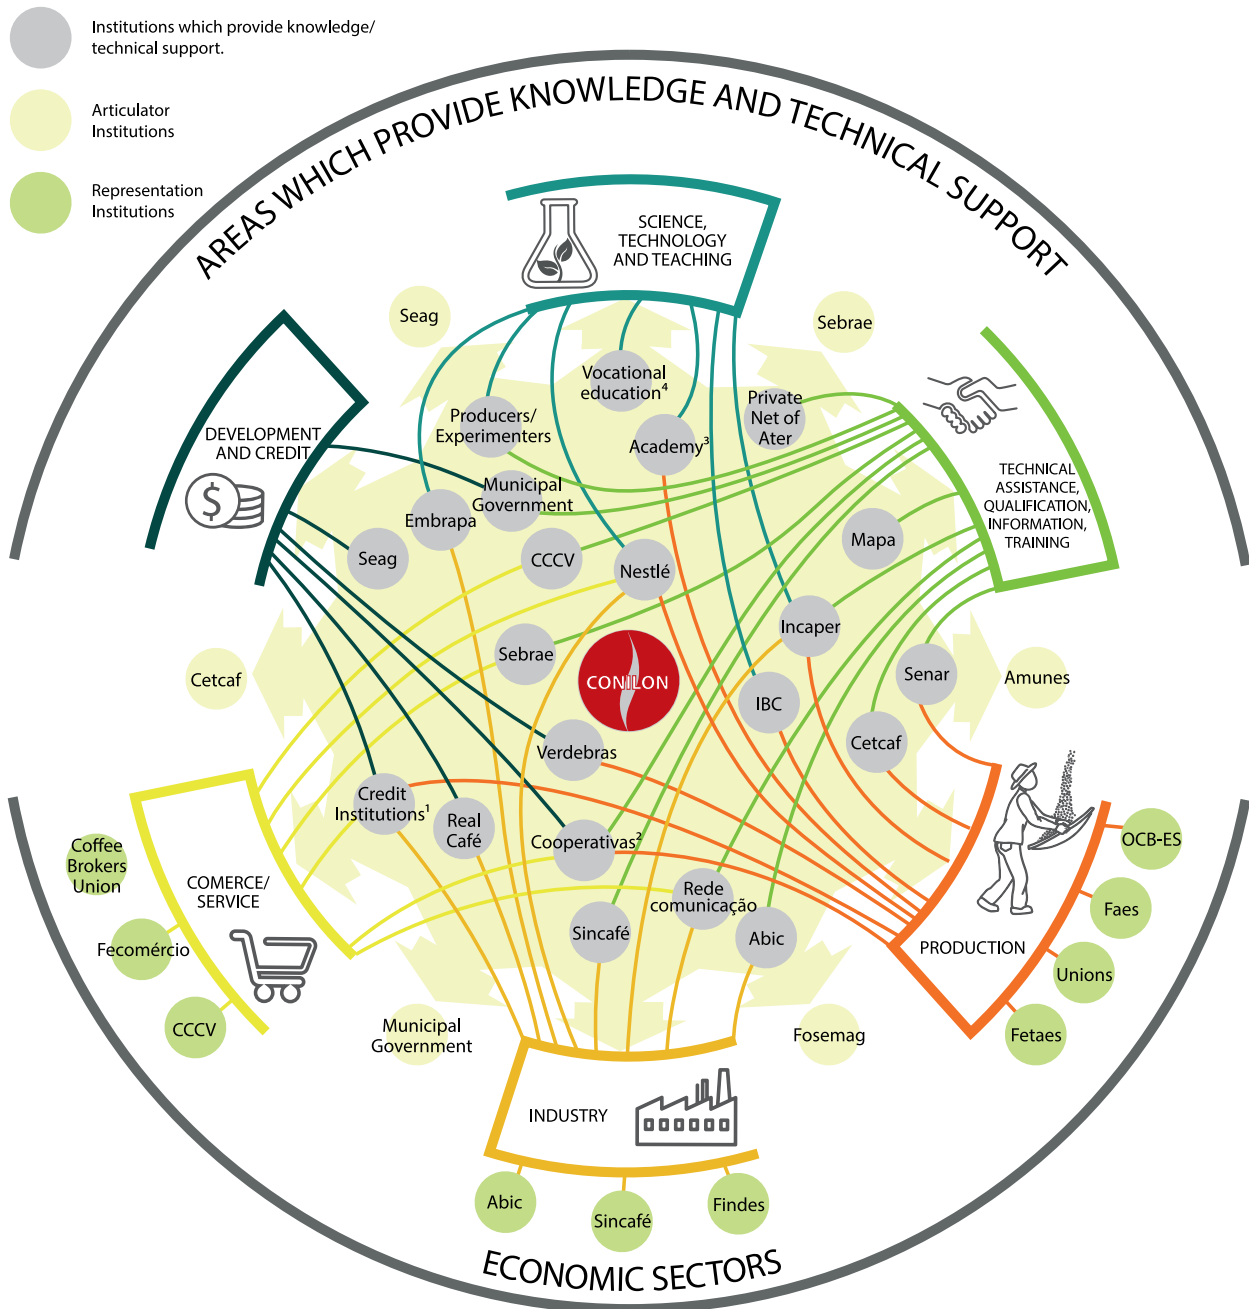 Institutions which provide knowledge/
technical support.
Articulator
Institutions
Representation
Institutions
AREAS WHICH PROVIDE KNOWLEDGE AND TECHNICAL SUPPORT
SCIENCE,
TECHNOLOGY
AND TEACHING
Seag
Sebrae
DEVELOPMENT
AND CREDIT
$
TECHNICAL
ASSISTANCE,
QUALIFICATION,
INFORMATION,
TRAINING
Vocational
education⁴
Producers/
Experimenters
Academy³
Private
Net of
Ater
Municipal
Government
Embrapa
Seag
CCCV
Nestlé
Mapa
Incaper
Sebrae
CONILON
Senar
IBC
Cetcaf
Amunes
Cetcaf
Verdebras
Credit
Institutions¹
Real
Café
Cooperativas²
Rede
comunicação
Sincafé
Abic
Coffee
Brokers
Union
Fecomércio
CCCV
COMERCE/
SERVICE
PRODUCTION
OCB-ES
Faes
Unions
Fetaes
Municipal
Government
Fosemag
INDUSTRY
Abic
Sincafé
Findes
ECONOMIC SECTORS